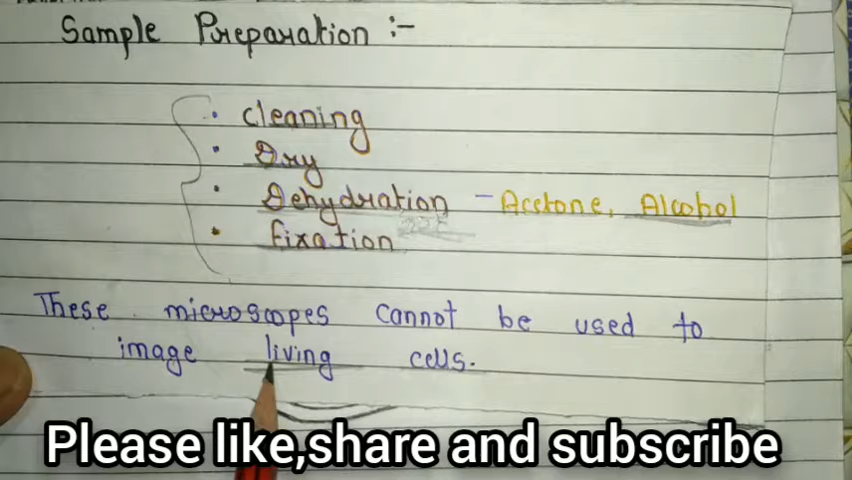 Sample Preparation :-
• cleaning
• Dry
• Dehydration - Acetone, Alcohol
• fixation
These microscopes cannot be used to
image living cells.
Please like,share and subscribe